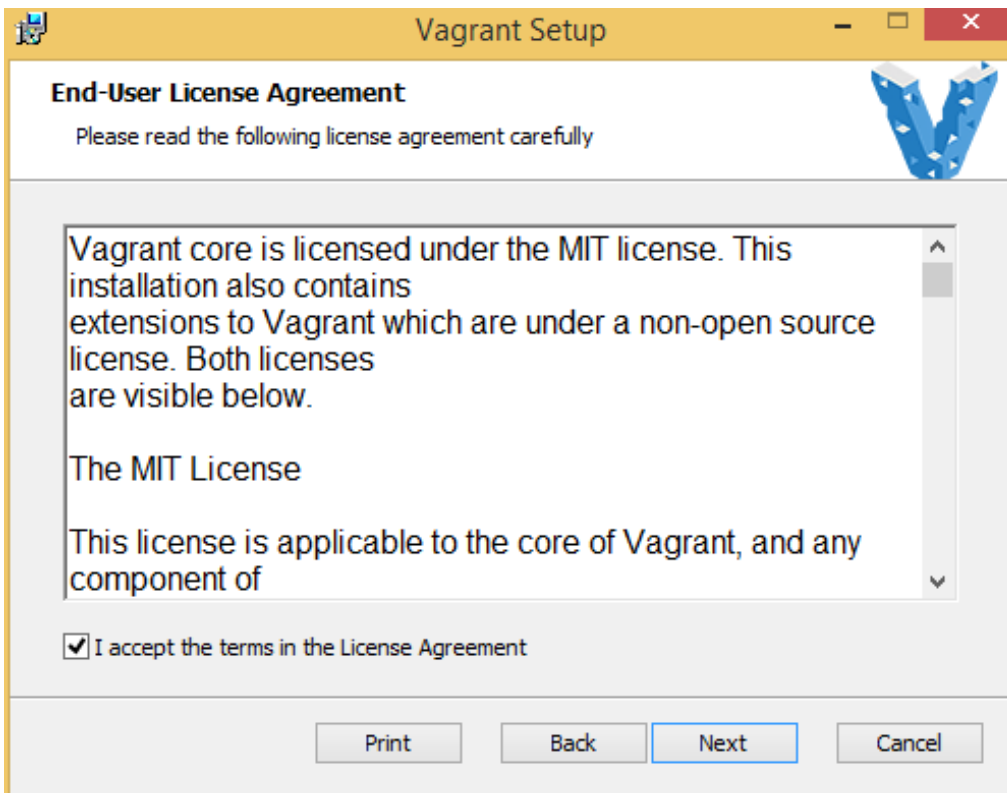 Vagrant Setup
End-User License Agreement
Please read the following license agreement carefully
Vagrant core is licensed under the MIT license. This
installation also contains
extensions to Vagrant which are under a non-open source
license. Both licenses
are visible below.
The MIT License
This license is applicable to the core of Vagrant, and any
component of
I accept the terms in the License Agreement
Print Back Next Cancel